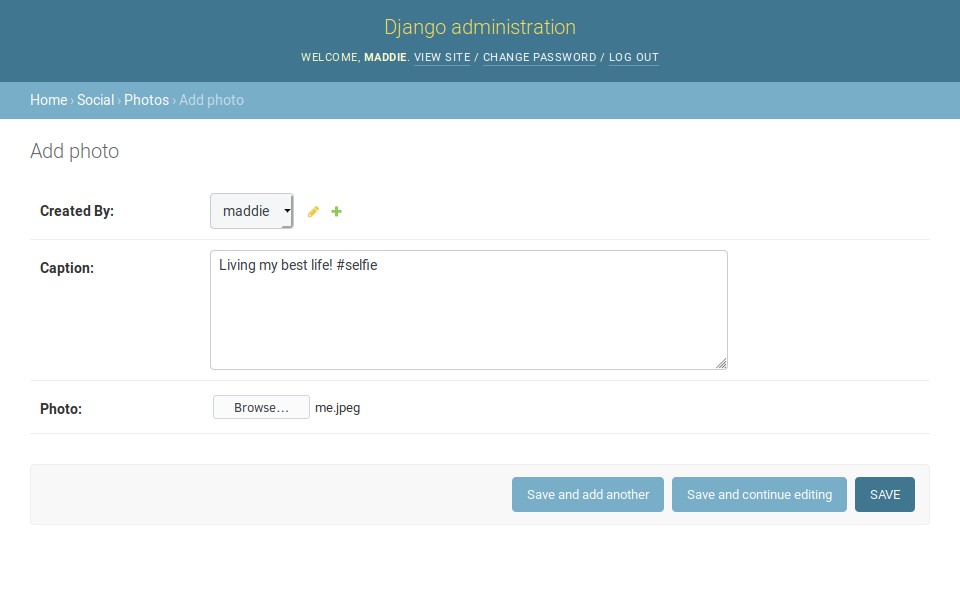 Django administration
WELCOME, MADDIE. VIEW SITE / CHANGE PASSWORD / LOG OUT
Home › Social › Photos › Add photo
Add photo
Created By: maddie
Caption: Living my best life! #selfie
Photo: Browse... me.jpeg
Save and add another Save and continue editing SAVE